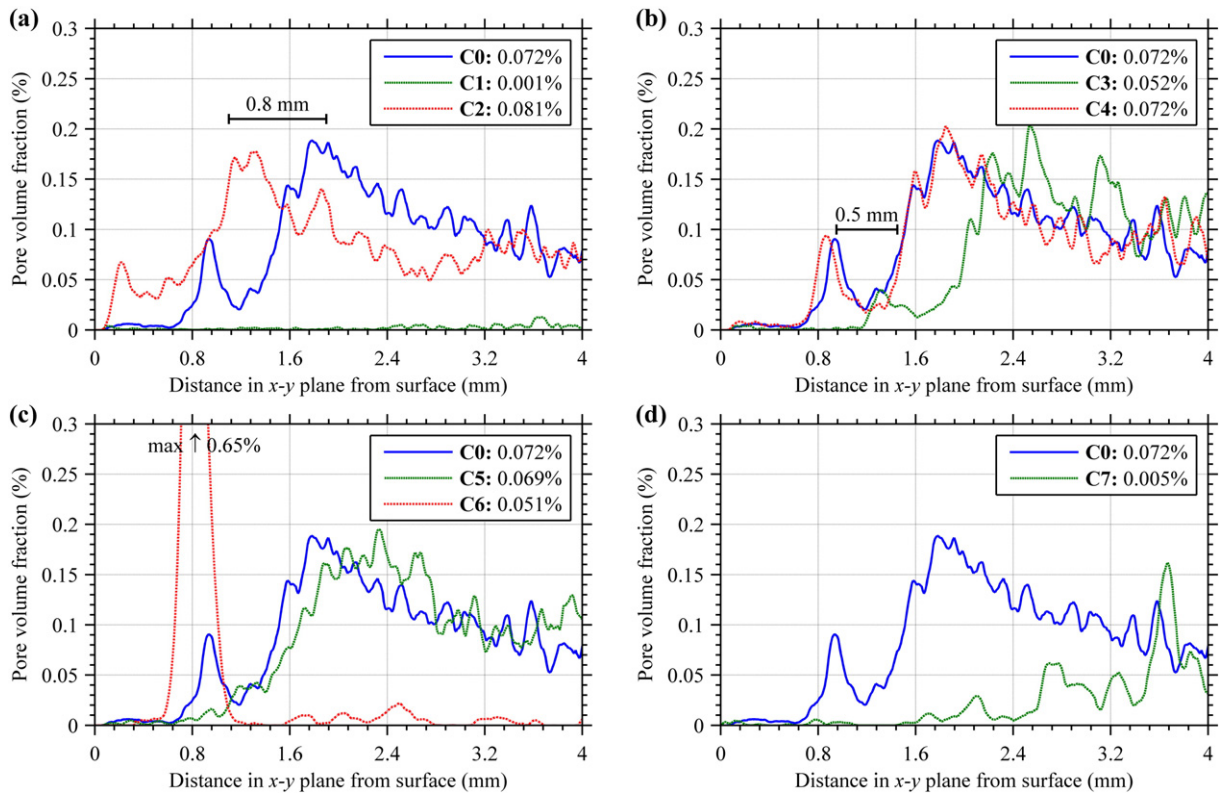 (a)
0.3
0.25
0.2
0.15
0.1
0.05
0
Pore volume fraction (%)
C0: 0.072%
C1: 0.001%
C2: 0.081%
0.8 mm
0 0.8 1.6 2.4 3.2 4
Distance in x-y plane from surface (mm)
(b)
0.3
0.25
0.2
0.15
0.1
0.05
0
Pore volume fraction (%)
C0: 0.072%
C3: 0.052%
C4: 0.072%
0.5 mm
0 0.8 1.6 2.4 3.2 4
Distance in x-y plane from surface (mm)
(c)
0.3
0.25
0.2
0.15
0.1
0.05
0
Pore volume fraction (%)
max ↑ 0.65%
C0: 0.072%
C5: 0.069%
C6: 0.051%
0 0.8 1.6 2.4 3.2 4
Distance in x-y plane from surface (mm)
(d)
0.3
0.25
0.2
0.15
0.1
0.05
0
Pore volume fraction (%)
C0: 0.072%
C7: 0.005%
0 0.8 1.6 2.4 3.2 4
Distance in x-y plane from surface (mm)